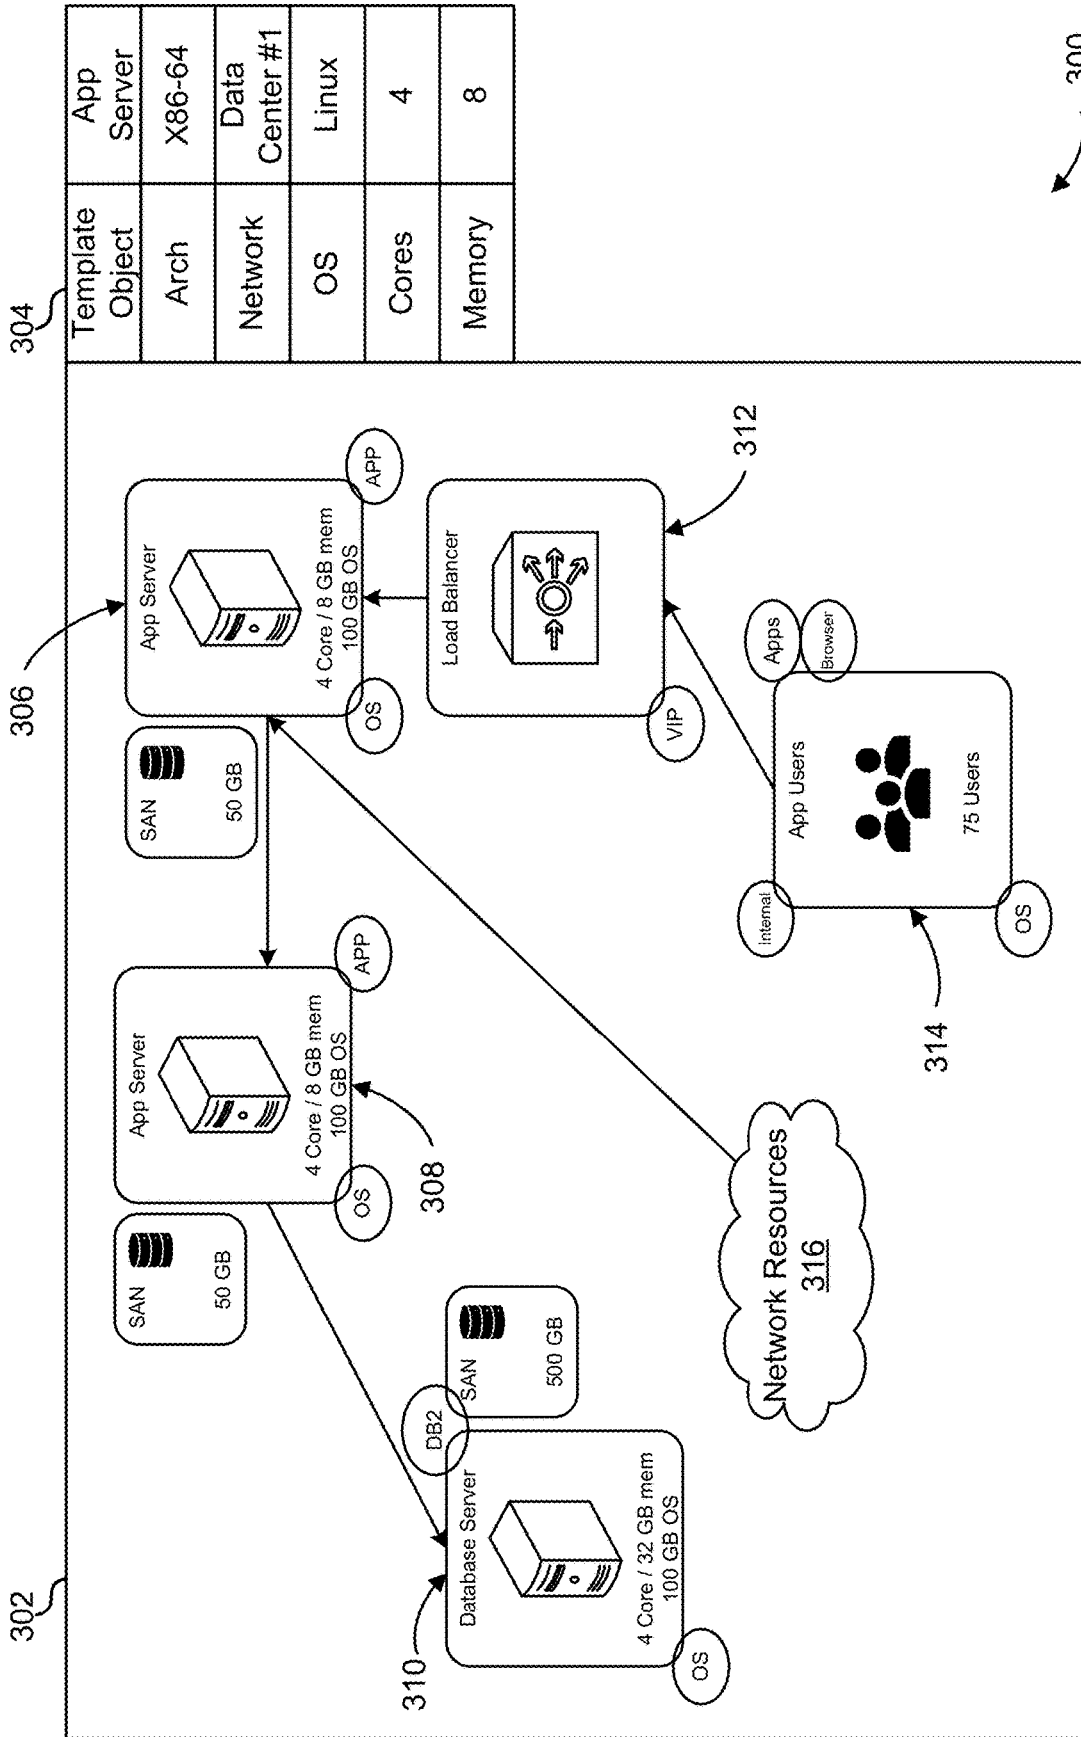 302
304
Template
Object
App
Server
Arch
X86-64
Network
Data
Center #1
OS
Linux
Cores
4
Memory
8
306
SAN
50 GB
App Server
4 Core / 8 GB mem
100 GB OS
OS
APP
SAN
50 GB
App Server
4 Core / 8 GB mem
100 GB OS
OS
APP
308
310
DB2
Database Server
4 Core / 32 GB mem
100 GB OS
OS
SAN
500 GB
Load Balancer
VIP
312
Network Resources
316
Internal
Apps
Browser
App Users
75 Users
OS
314
300